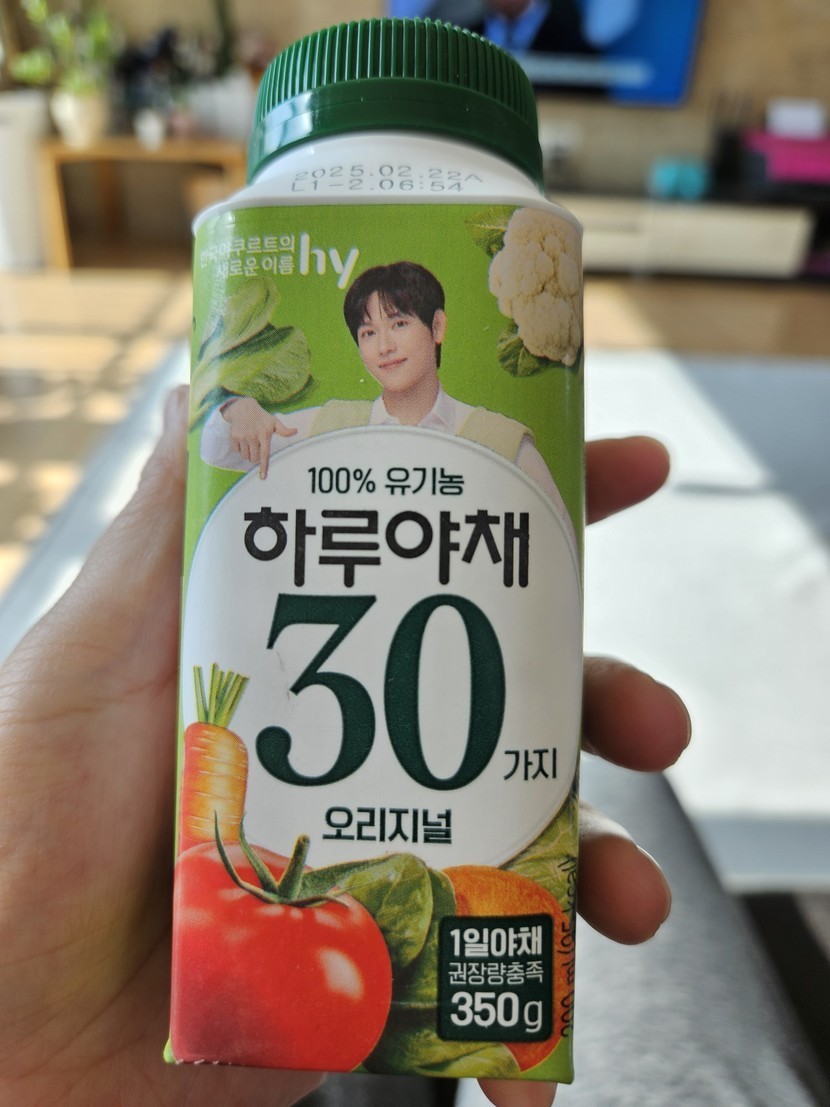 2025.02.22A
L1-2.06:54
한국야쿠르트의
새로운 이름 hy
100% 유기농
하루야채
30
가지
오리지널
1일야채
권장량충족
350g